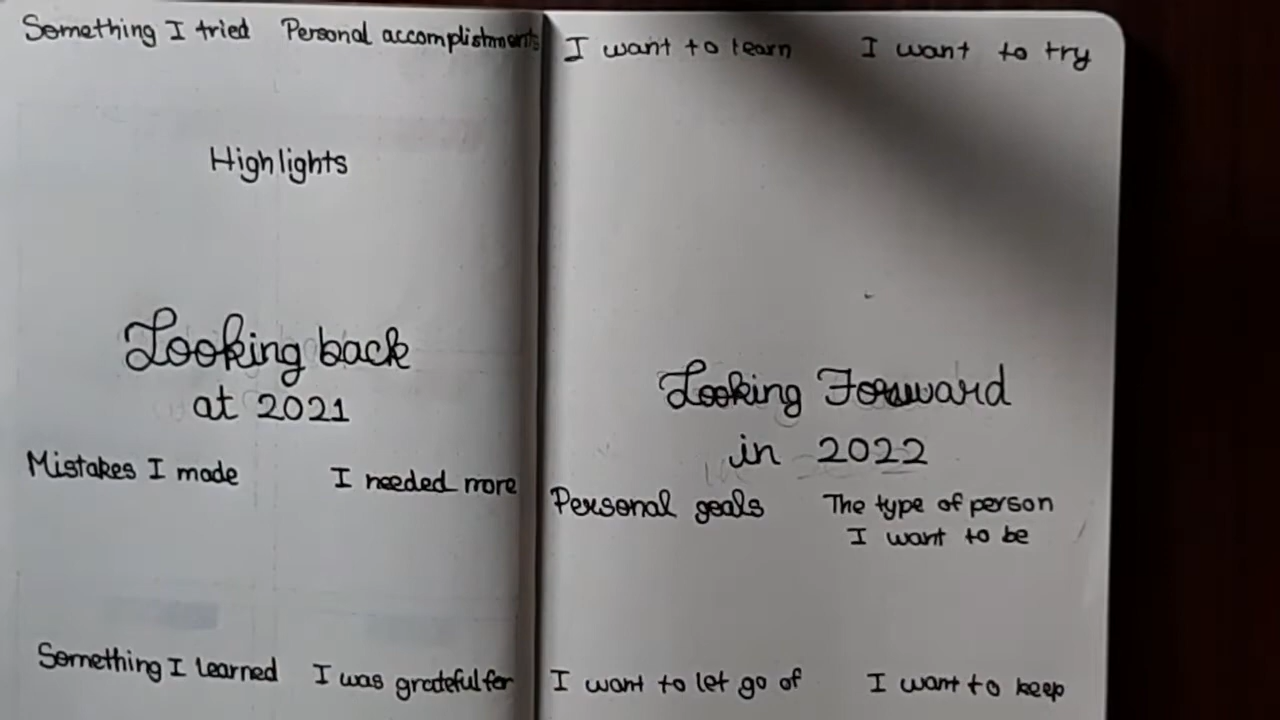 Something I tried Personal accomplistments
Highlights
Looking back
at 2021
Mistakes I made I needed more
Something I learned I was grateful for
I want to learn I want to try
Looking Forward
in 2022
Personal goals The type of person
I want to be
I want to let go of I want to keep